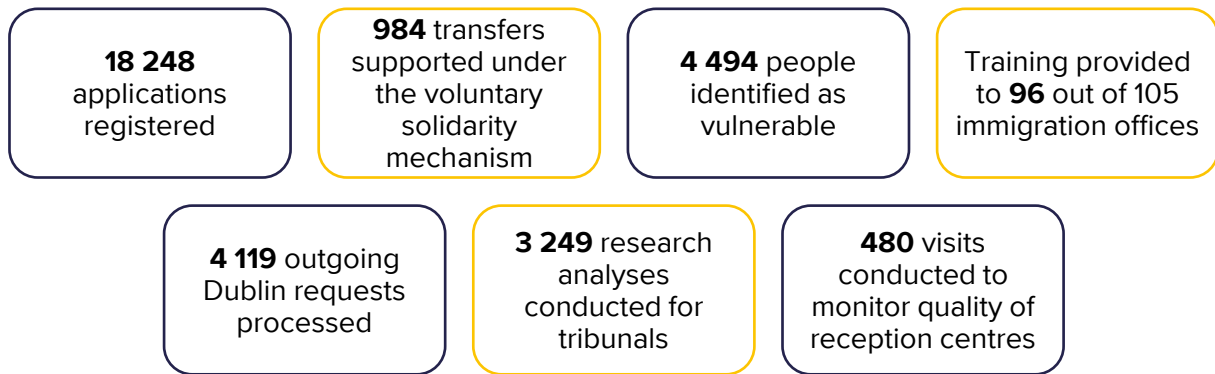 18 248
applications
registered
984 transfers
supported under
the voluntary
solidarity
mechanism
4 494 people
identified as
vulnerable
Training provided
to 96 out of 105
immigration offices
4 119 outgoing
Dublin requests
processed
3 249 research
analyses
conducted for
tribunals
480 visits
conducted to
monitor quality of
reception centres